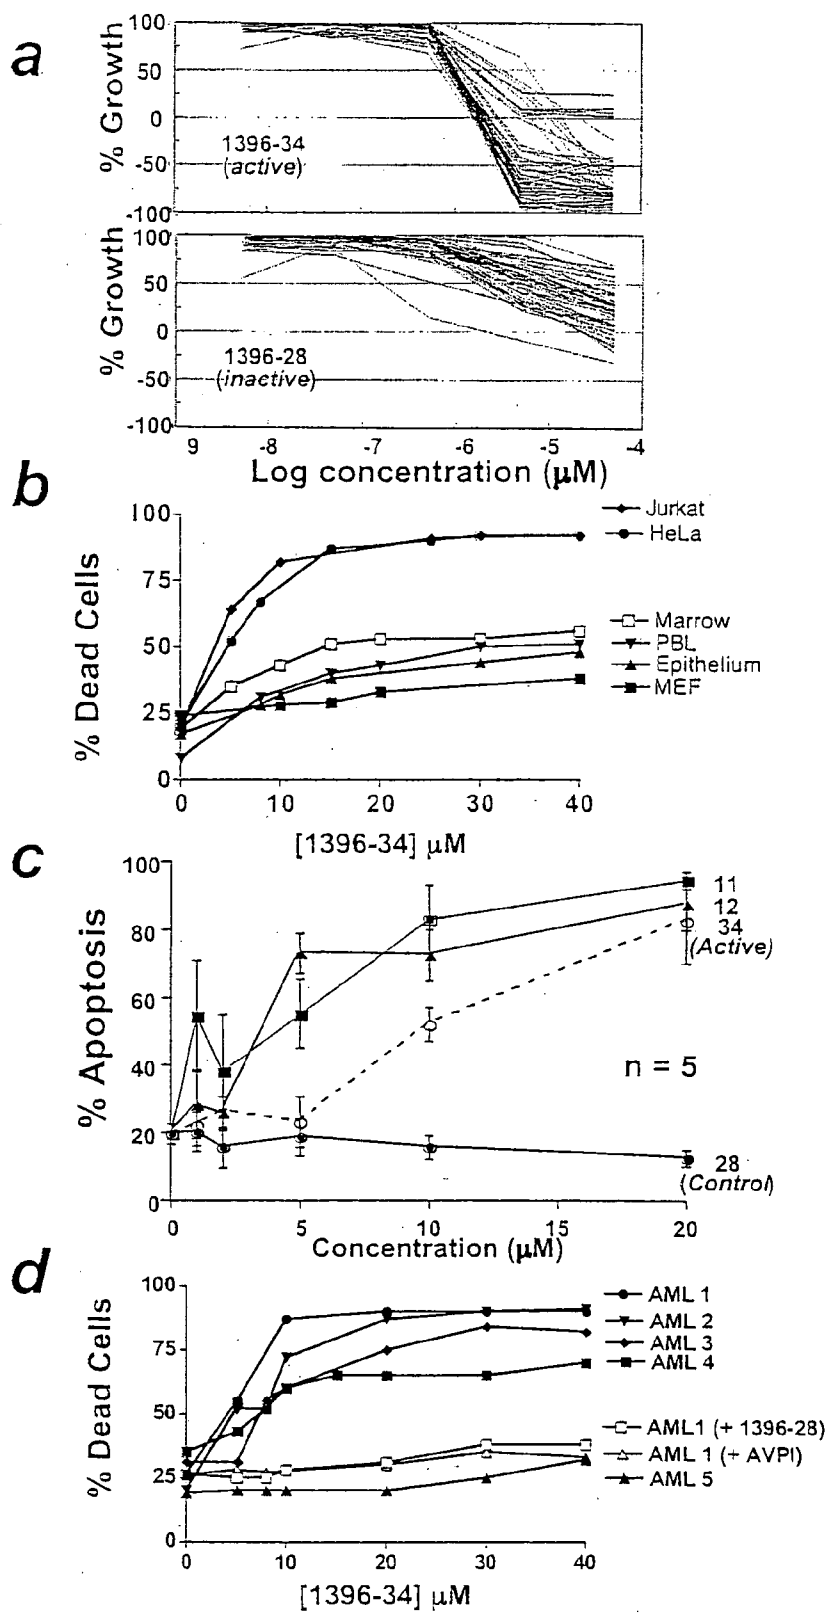 a
% Growth
100
50
0
-50
-100
1396-34
(active)
% Growth
100
50
0
-50
-100
1396-28
(inactive)
9 -8 -7 -6 -5 -4
Log concentration (µM)
b
% Dead Cells
100
75
50
25
0
Jurkat
HeLa
Marrow
PBL
Epithelium
MEF
0 10 20 30 40
[1396-34] µM
c
% Apoptosis
100
80
60
40
20
0
11
12
34
(Active)
n = 5
28
(Control)
0 5 10 15 20
Concentration (µM)
d
% Dead Cells
100
75
50
25
0
AML 1
AML 2
AML 3
AML 4
AML1 (+ 1396-28)
AML 1 (+ AVPI)
AML 5
0 10 20 30 40
[1396-34] µM